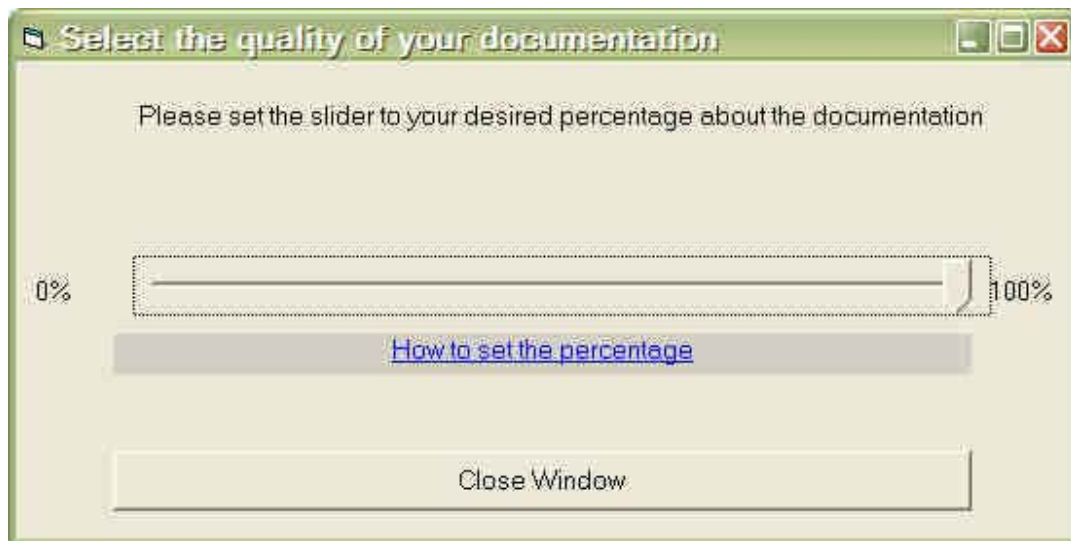 Select the quality of your documentation
Please set the slider to your desired percentage about the documentation
0%
100%
How to set the percentage
Close Window